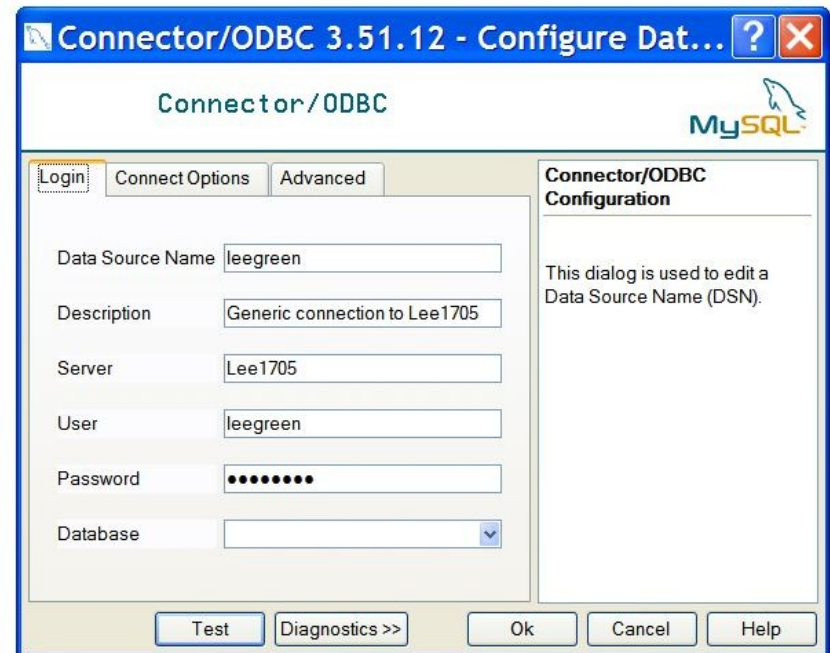 Connector/ODBC 3.51.12 - Configure Dat...
Connector/ODBC
MySQL
Login
Connect Options
Advanced
Data Source Name
leegreen
Description
Generic connection to Lee1705
Server
Lee1705
User
leegreen
Password
••••••••
Database
Connector/ODBC
Configuration
This dialog is used to edit a
Data Source Name (DSN).
Test
Diagnostics >>
Ok
Cancel
Help